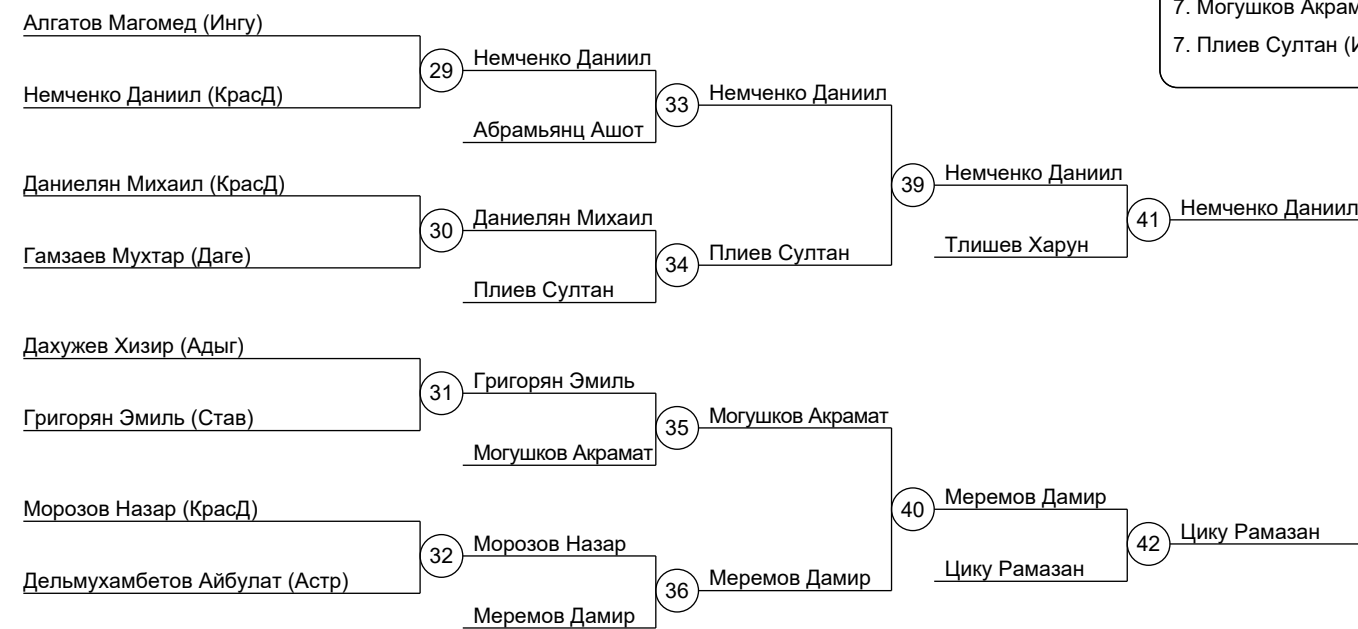 7. Могушков Акрам
7. Плиев Султан (И
Алгатов Магомед (Ингу)
29
Немченко Даниил
Немченко Даниил (КрасД)
33
Немченко Даниил
Абрамьянц Ашот
39
Немченко Даниил
Даниелян Михаил (КрасД)
30
Даниелян Михаил
Гамзаев Мухтар (Даге)
34
Плиев Султан
Плиев Султан
Тлишев Харун
41
Немченко Даниил
Дахужев Хизир (Адыг)
31
Григорян Эмиль
Григорян Эмиль (Став)
35
Могушков Акрамат
Могушков Акрамат
40
Меремов Дамир
Морозов Назар (КрасД)
32
Морозов Назар
Дельмухамбетов Айбулат (Астр)
36
Меремов Дамир
Меремов Дамир
Цику Рамазан
42
Цику Рамазан